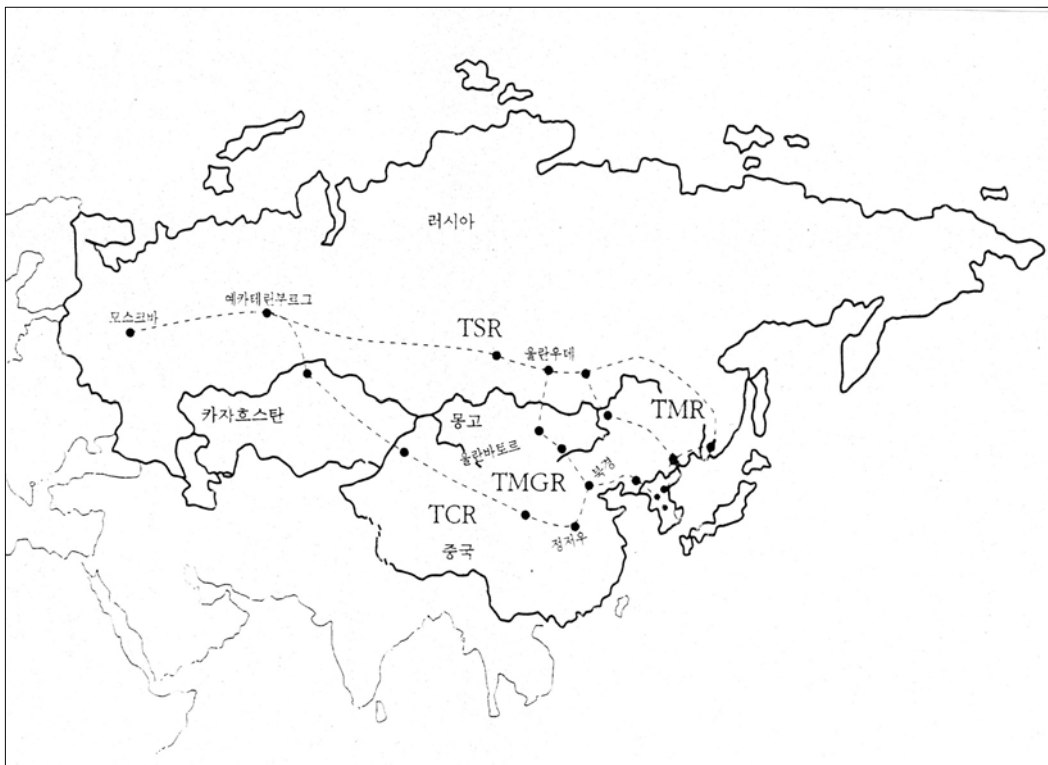 러시아
예카테린부르그
모스크바
TSR
울란우데
카자흐스탄
몽고
TMR
울란바토르
북경
TMGR
TCR
정저우
중국